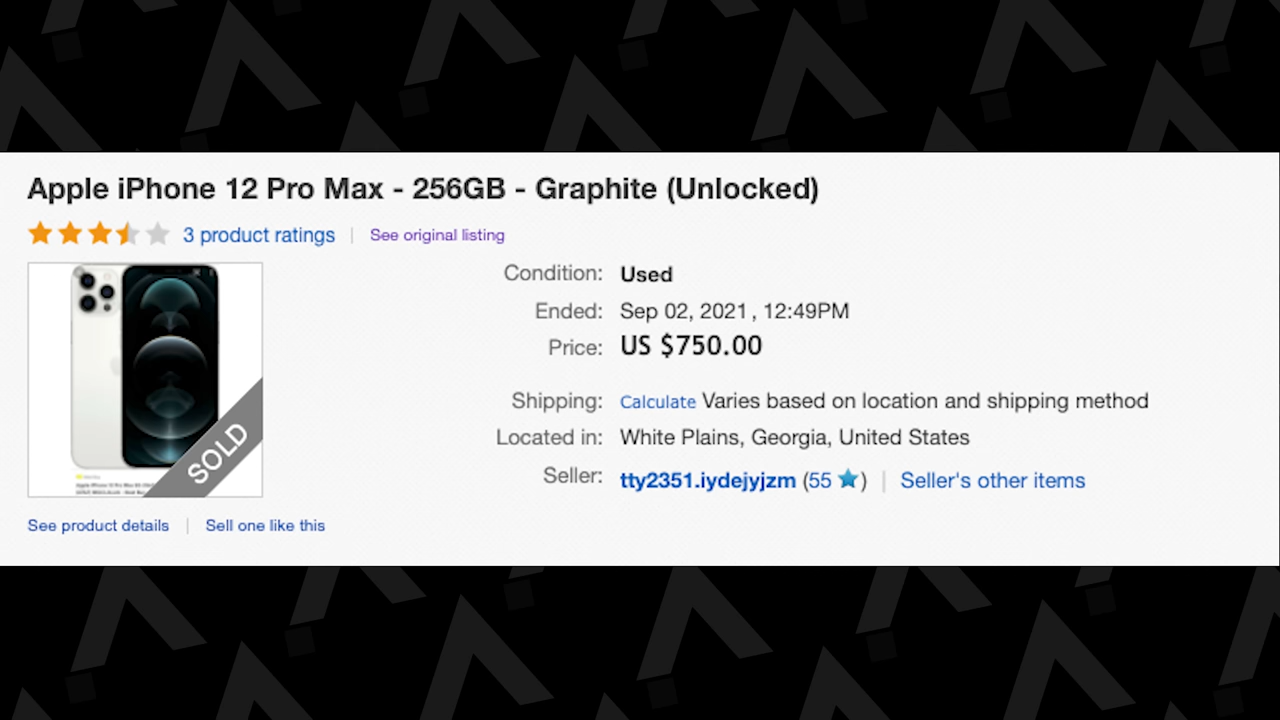 Apple iPhone 12 Pro Max - 256GB - Graphite (Unlocked)
3 product ratings | See original listing
Condition: Used
Ended: Sep 02, 2021 , 12:49PM
Price: US $750.00
Shipping: Calculate Varies based on location and shipping method
Located in: White Plains, Georgia, United States
Seller: tty2351.iydejyjzm (55) | Seller's other items
SOLD
See product details | Sell one like this